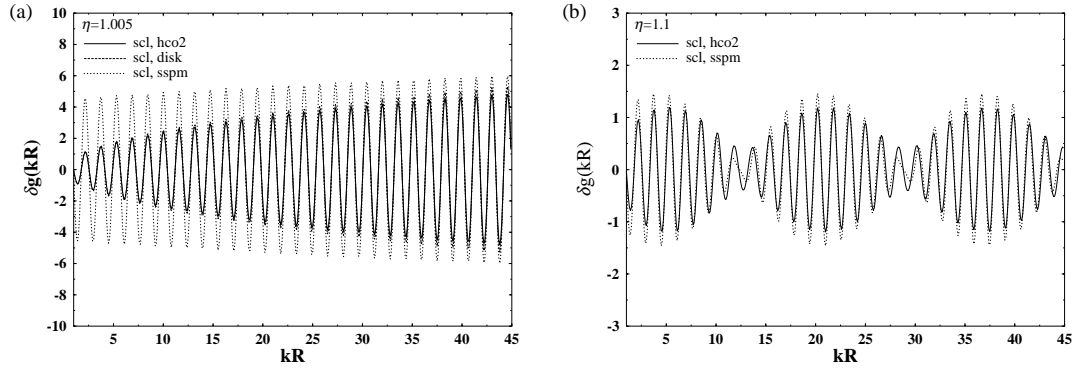 (a)
η=1.005
scl, hco2
scl, disk
scl, sspm
δg(kR)
10
8
6
4
2
0
-2
-4
-6
-8
-10
5 10 15 20 25 30 35 40 45
kR
(b)
η=1.1
scl, hco2
scl, sspm
δg(kR)
3
2
1
0
-1
-2
-3
5 10 15 20 25 30 35 40 45
kR